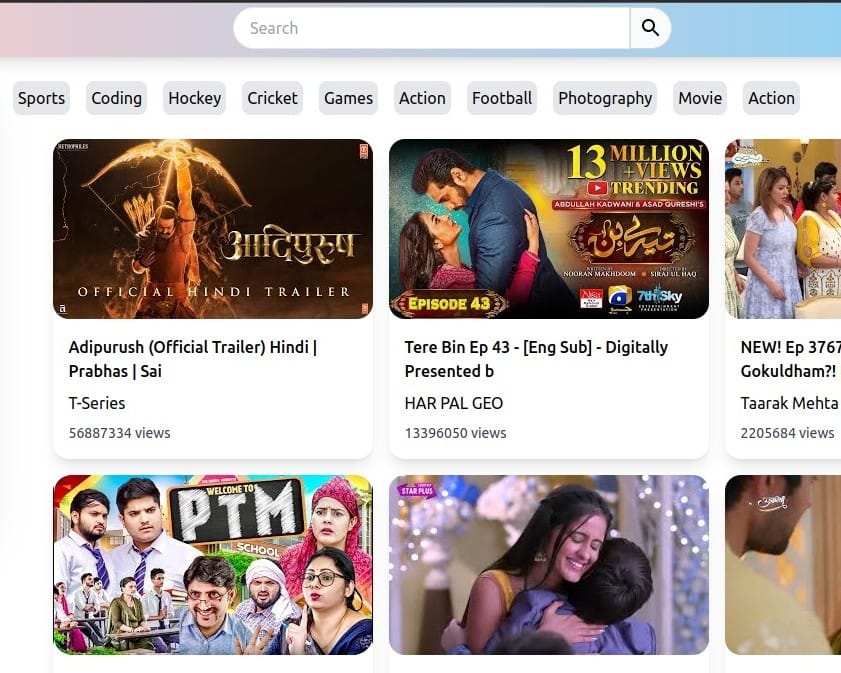 Search
Sports Coding Hockey Cricket Games Action Football Photography Movie Action
RETROPHILES
आदिपुरुष
OFFICIAL HINDI TRAILER
13 MILLION
+VIEWS
TRENDING
ABDULLAH KADWANI & ASAD QURESHI'S
تیرے بن
WRITTEN BY
NOORAN MAKHDOOM
DIRECTED BY
SIRAJ UL HAQ
EPISODE 43
7th Sky
ENTERTAINMENT
PRESENTATION
Adipurush (Official Trailer) Hindi |
Prabhas | Sai
T-Series
56887334 views
Tere Bin Ep 43 - [Eng Sub] - Digitally
Presented b
HAR PAL GEO
13396050 views
NEW! Ep 3767
Gokuldham?!
Taarak Mehta
2205684 views
WELCOME TO
PTM
SCHOOL
STAR PLUS